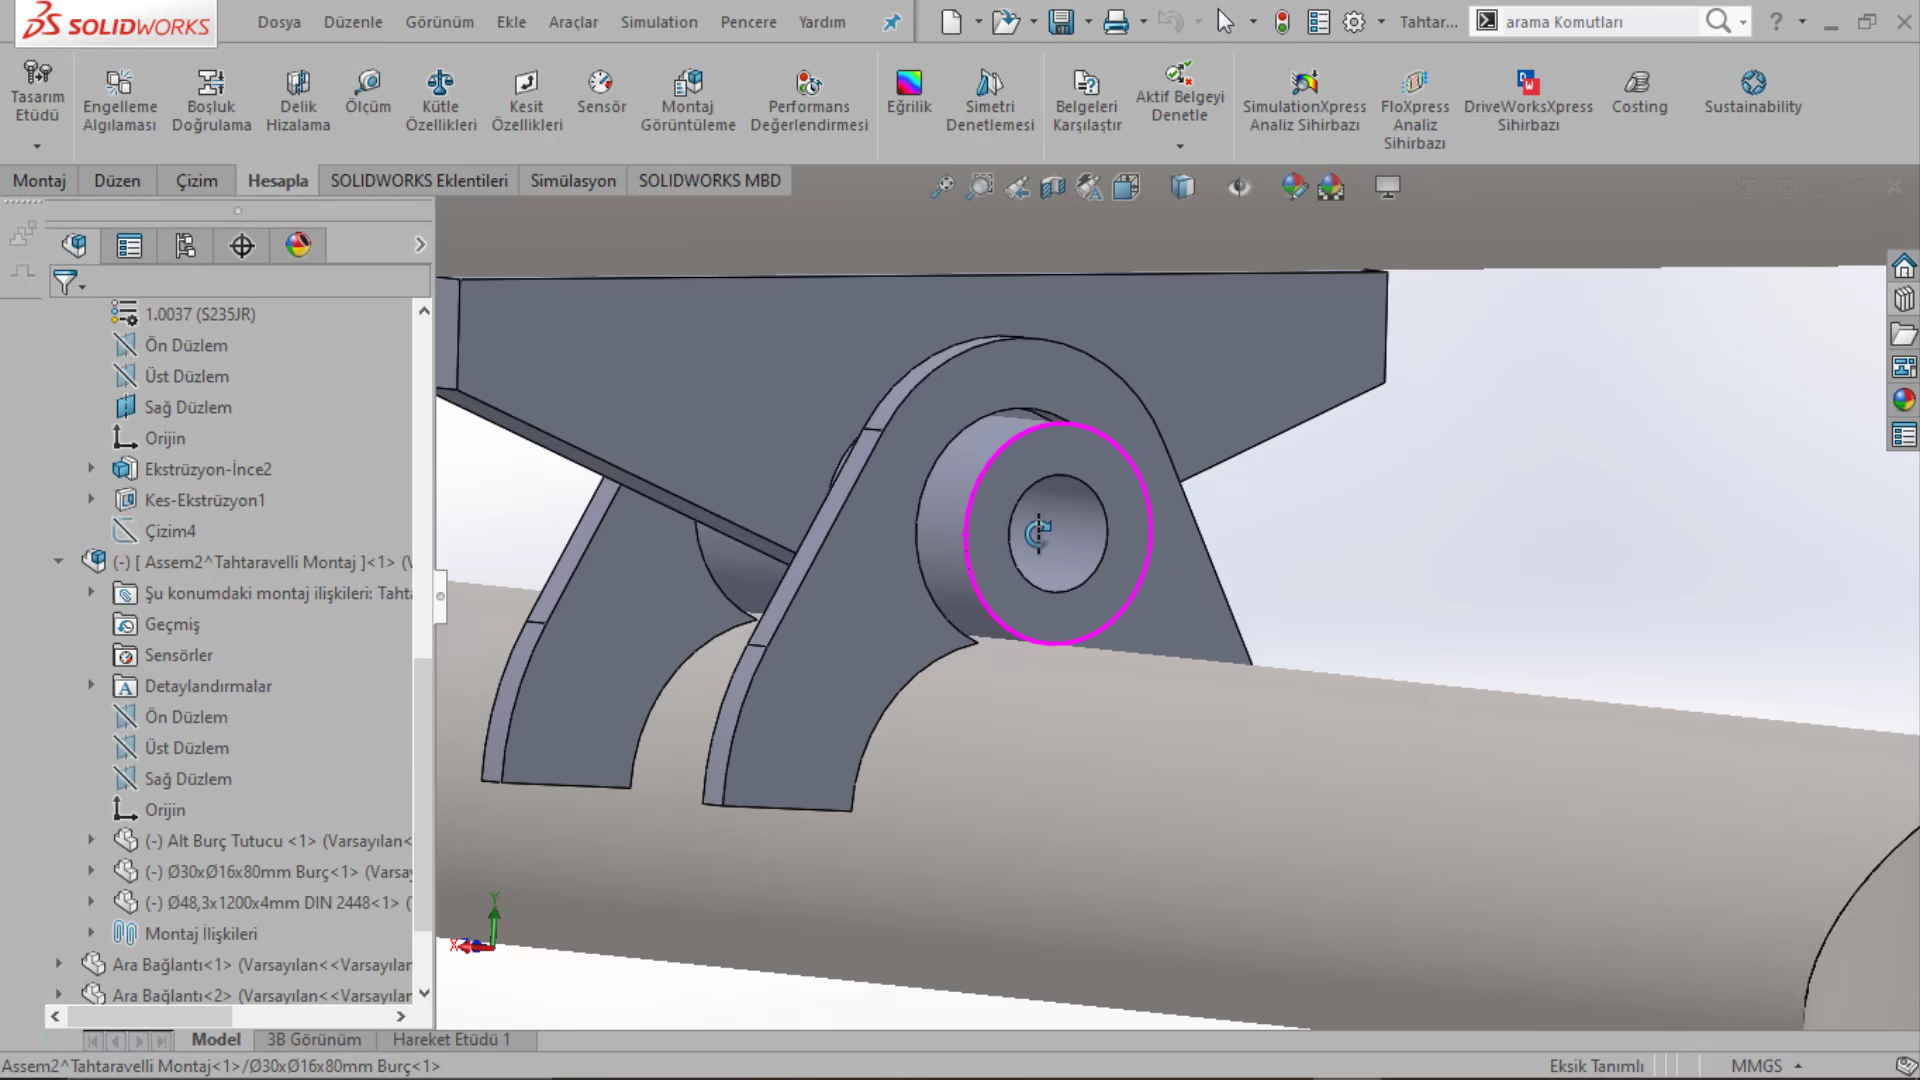 SOLIDWORKS
Dosya Düzenle Görünüm Ekle Araçlar Simulation Pencere Yardım
Tahtar...
arama Komutları
Tasarım Etüdü
Engelleme Algılaması
Boşluk Doğrulama
Delik Hizalama
Ölçüm
Kütle Özellikleri
Kesit Özellikleri
Sensör
Montaj Görüntüleme
Performans Değerlendirmesi
Eğrilik
Simetri Denetlemesi
Belgeleri Karşılaştır
Aktif Belgeyi Denetle
SimulationXpress Analiz Sihirbazı
FloXpress Analiz Sihirbazı
DriveWorksXpress Sihirbazı
Costing
Sustainability
Montaj Düzen Çizim Hesapla SOLIDWORKS Eklentileri Simülasyon SOLIDWORKS MBD
1.0037 (S235JR)
Ön Düzlem
Üst Düzlem
Sağ Düzlem
Orijin
Ekstrüzyon-İnce2
Kes-Ekstrüzyon1
Çizim4
(-) [ Assem2^Tahtaravelli Montaj ]<1> (V
Şu konumdaki montaj ilişkileri: Tahta
Geçmiş
Sensörler
Detaylandırmalar
Ön Düzlem
Üst Düzlem
Sağ Düzlem
Orijin
(-) Alt Burç Tutucu <1> (Varsayılan<
(-) Ø30xØ16x80mm Burç<1> (Varsay
(-) Ø48,3x1200x4mm DIN 2448<1> (
Montaj İlişkileri
Ara Bağlantı<1> (Varsayılan<<Varsayılan
Ara Bağlantı<2> (Varsayılan<<Varsayılan
Y
X
Model 3B Görünüm Hareket Etüdü 1
Assem2^Tahtaravelli Montaj<1>/Ø30xØ16x80mm Burç<1>
Eksik Tanımlı
MMGS